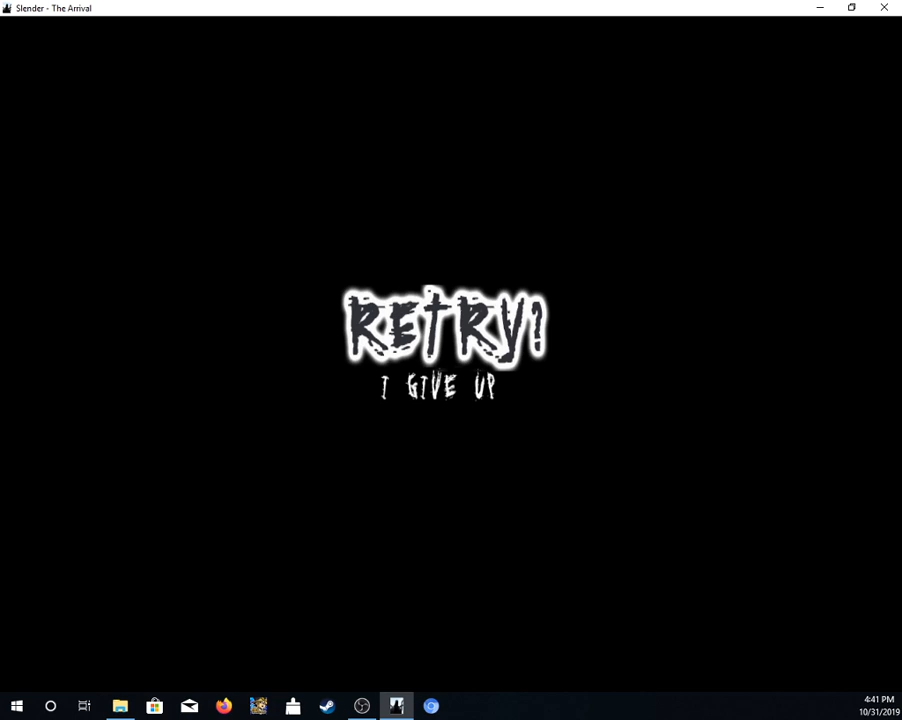 Slender - The Arrival
RETRY?
I GIVE UP
4:41 PM
10/31/2019